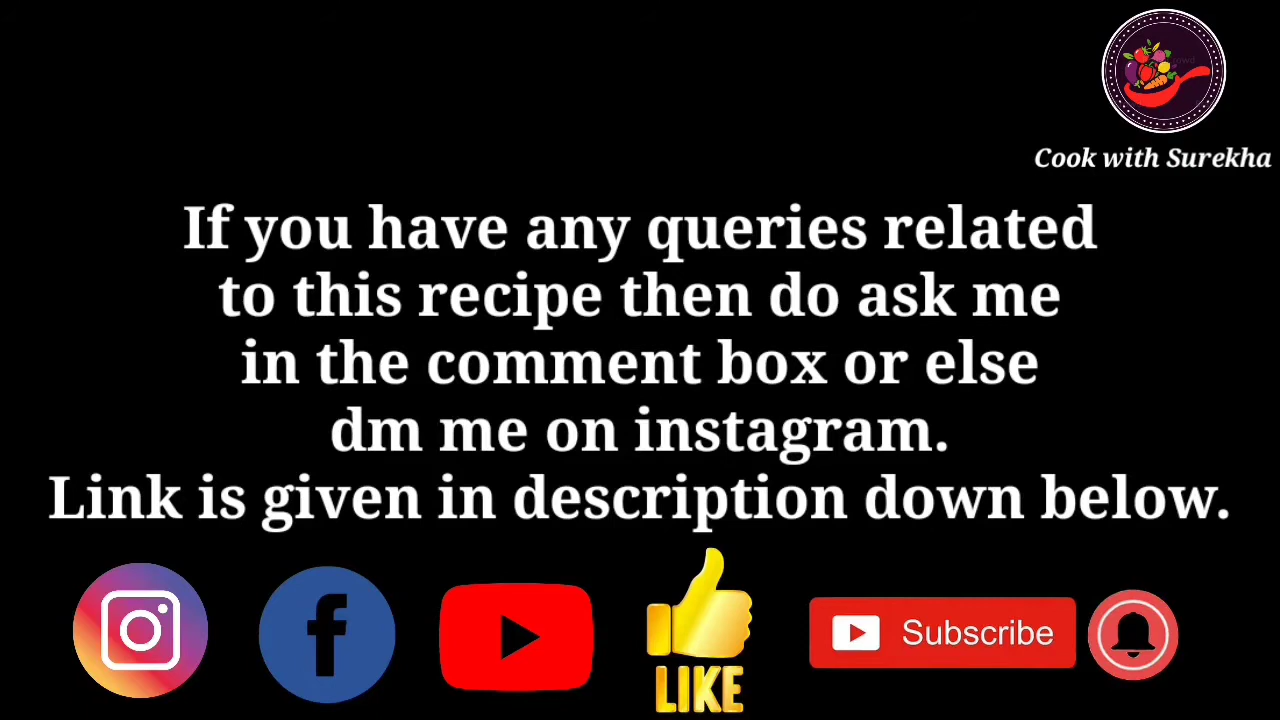 Cook with Surekha
If you have any queries related
to this recipe then do ask me
in the comment box or else
dm me on instagram.
Link is given in description down below.
LIKE
Subscribe